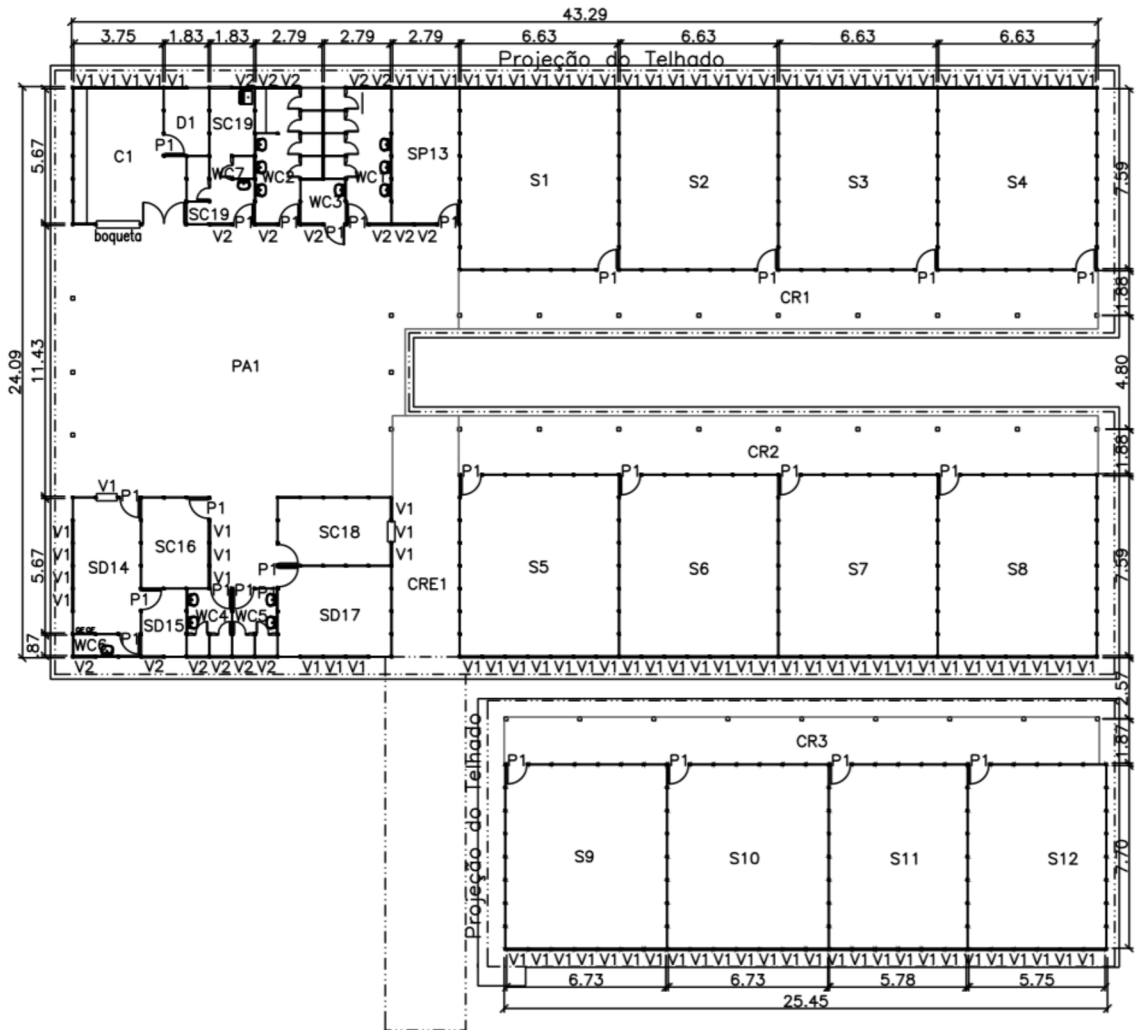 43.29
3.75 1.83 1.83 2.79 2.79 2.79 6.63 6.63 6.63 6.63
Projeção do Telhado
V1 V1 V1 V1 V1 V2 V2 V2 V2 V2 V1 V1 V1 V1 V1 V1 V1 V1 V1 V1 V1 V1 V1 V1 V1 V1 V1 V1
D1 SC19
P1
C1
SP13
WC7 WC2 WC1
WC3
SC19
S1 S2 S3 S4
5.67
7.59
P1 P1 P1 P1
boqueta
V2 V2 V2 V2 V2 V2
P1
P1 P1 P1 P1
CR1
1.88
24.09
11.43
PA1
4.80
CR2
1.88
P1 P1 P1 P1
V1
P1
P1
V1
V1
V1
V1
V1
V1
V1
V1
V1
V1
SC18
SC16
SD14
5.67
S5 S6 S7 S8
7.59
CRE1
P1
P1
P1 P1 P1
WC4 WC5
SD15
SD17
WC6
P1
.87
V2 V2 V2 V2 V2 V2 V1 V1 V1
V1 V1 V1 V1 V1 V1 V1 V1 V1 V1 V1 V1 V1 V1 V1 V1 V1 V1 V1 V1 V1 V1 V1 V1
2.57
Projeção do Telhado
CR3
1.87
P1 P1 P1 P1
S9 S10 S11 S12
7.70
V1 V1 V1 V1 V1 V1 V1 V1 V1 V1 V1 V1 V1 V1 V1 V1 V1 V1 V1 V1 V1 V1
6.73 6.73 5.78 5.75
25.45